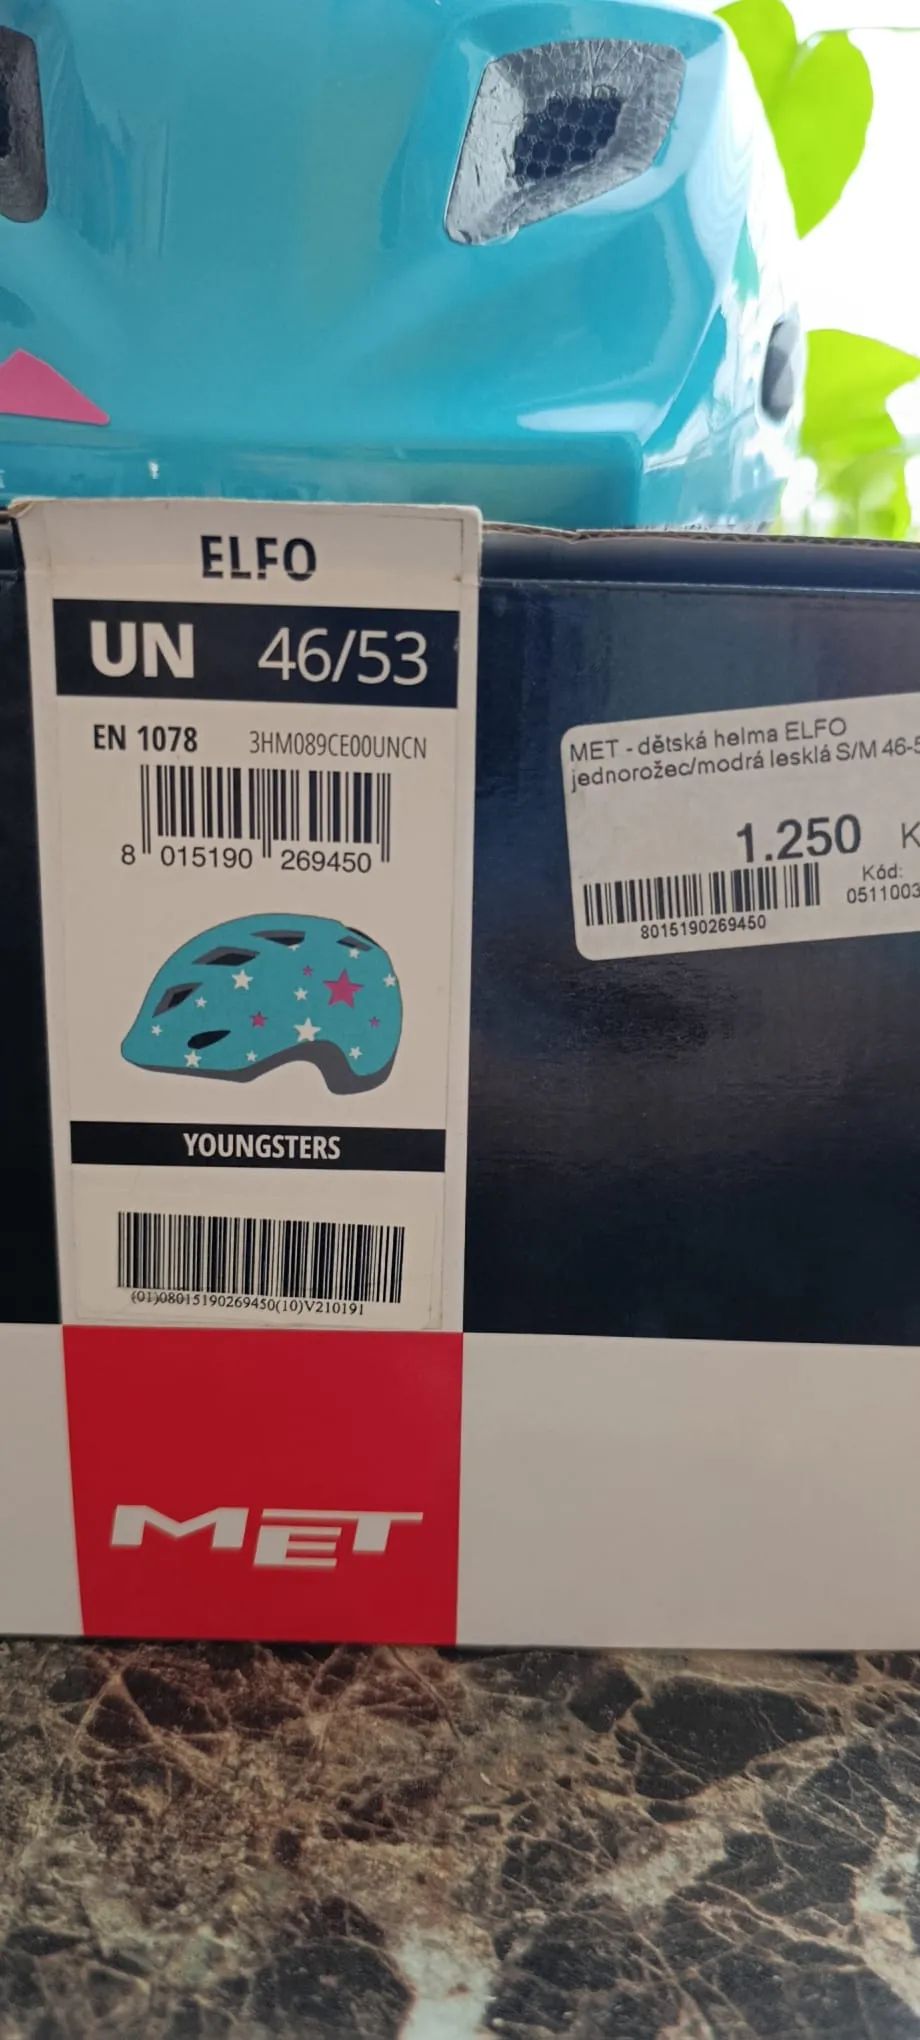 ELFO
UN 46/53
EN 1078 3HM089CE00UNCN
8 015190 269450
YOUNGSTERS
(01)08015190269450(10)V210191
MET
MET - dětská helma ELFO
jednorožec/modrá lesklá S/M 46-5
1.250 K
Kód:
0511003
8015190269450